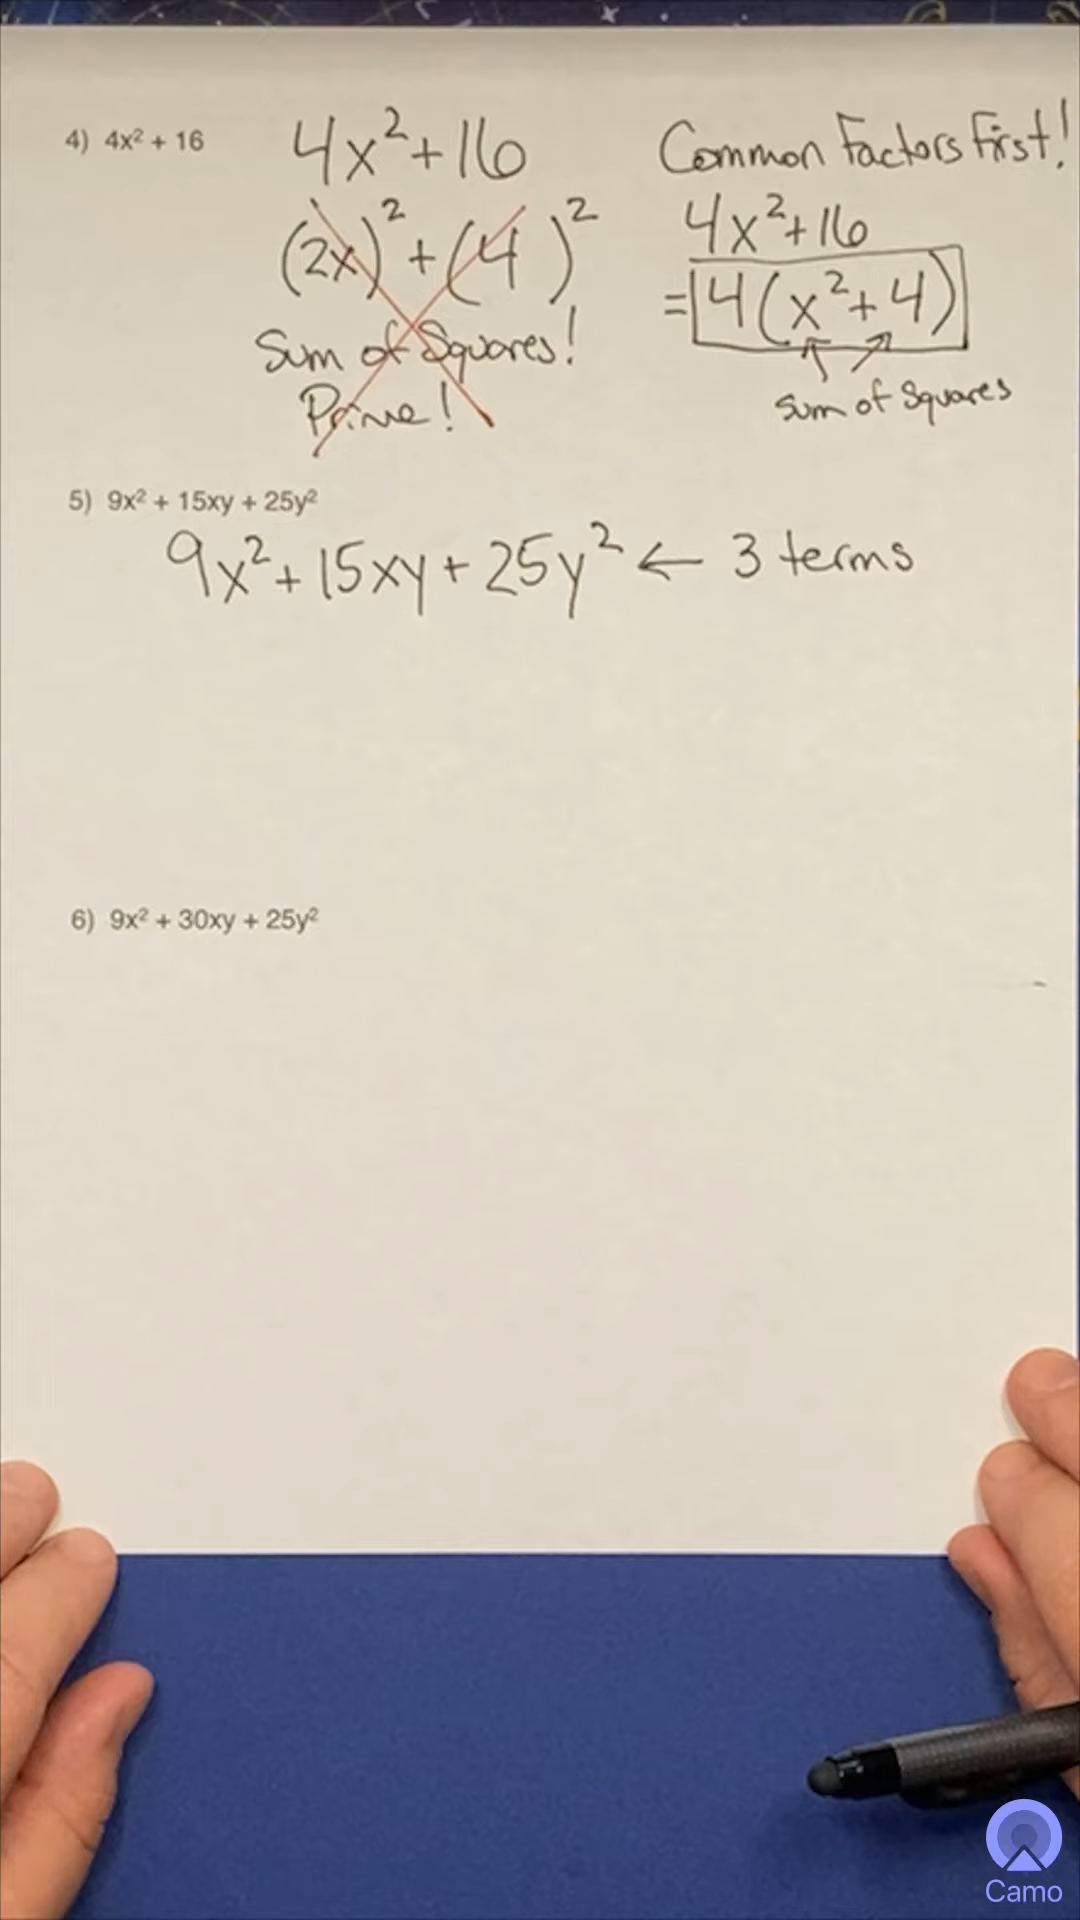 4) 4x² + 16
4x² + 16
(2x)² + (4)²
Sum of Squares!
Prime!
Common Factors First!
4x² + 16
= 4(x² + 4)
sum of squares
5) 9x² + 15xy + 25y²
9x² + 15xy + 25y² ← 3 terms
6) 9x² + 30xy + 25y²
Camo